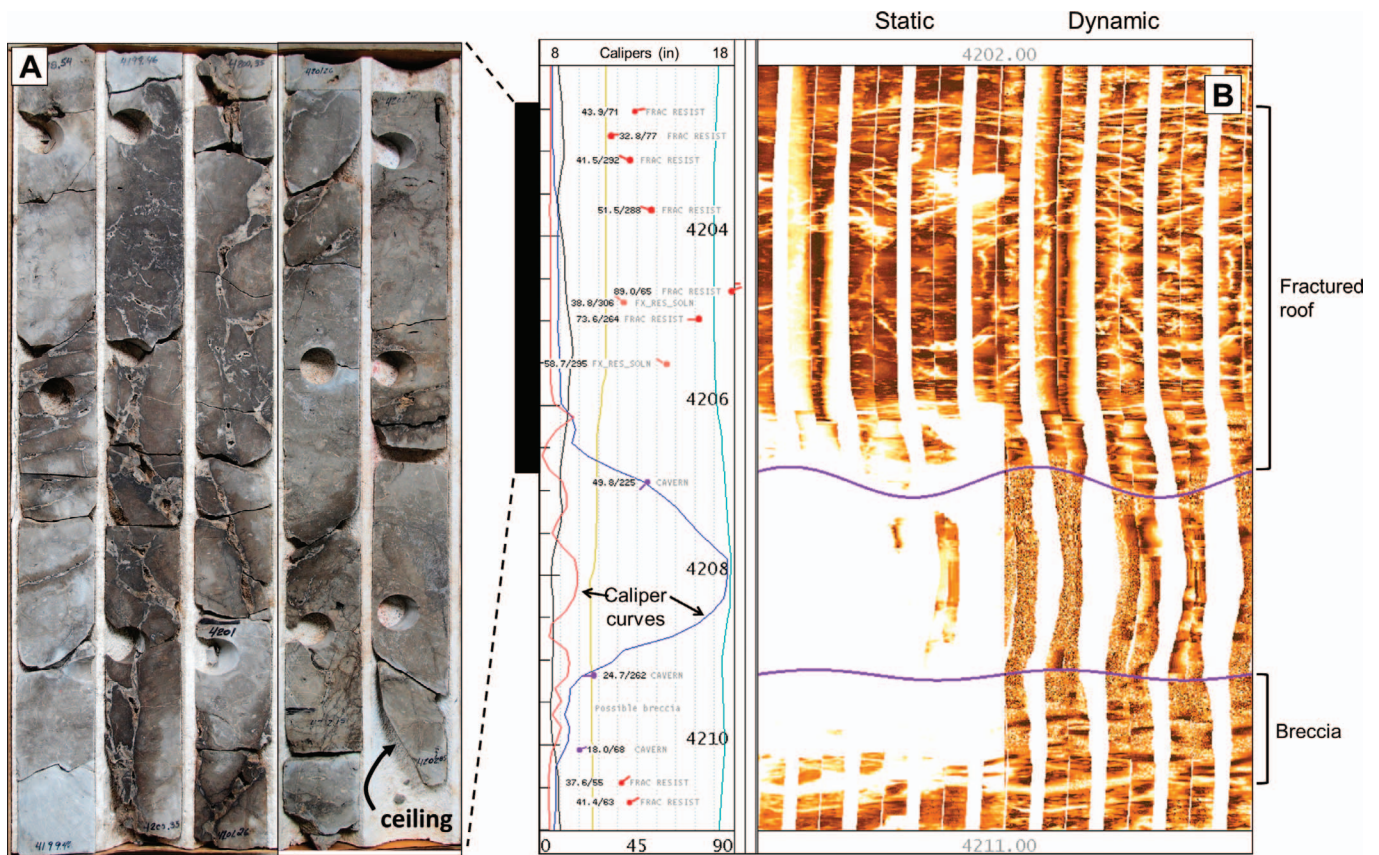 Static
Dynamic
A
8 Calipers (in) 18
4202.00
B
43.9/71 FRAC RESIST
32.8/77 FRAC RESIST
41.5/292 FRAC RESIST
51.5/288 FRAC RESIST
4204
89.0/65 FRAC RESIST
38.8/306 FX_RES_SOLN
73.6/264 FRAC RESIST
58.7/295 FX_RES_SOLN
4206
49.8/225 CAVERN
4208
Caliper
curves
24.7/262 CAVERN
Possible breccia
4210
18.0/68 CAVERN
37.6/55 FRAC RESIST
41.4/63 FRAC RESIST
0 45 90
4211.00
Fractured
roof
Breccia
ceiling
4201